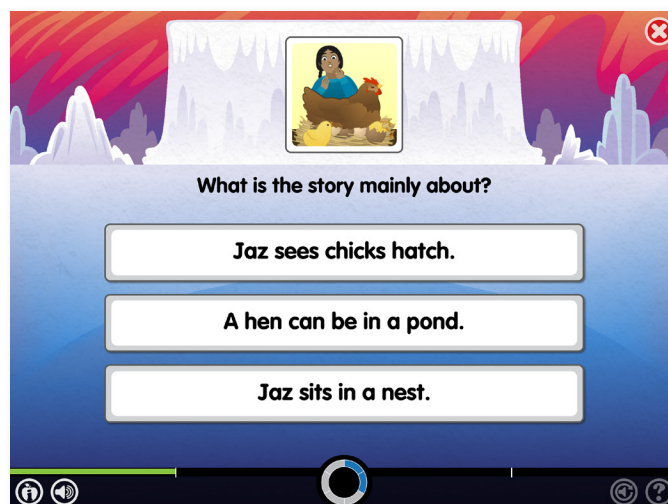 What is the story mainly about?
Jaz sees chicks hatch.
A hen can be in a pond.
Jaz sits in a nest.